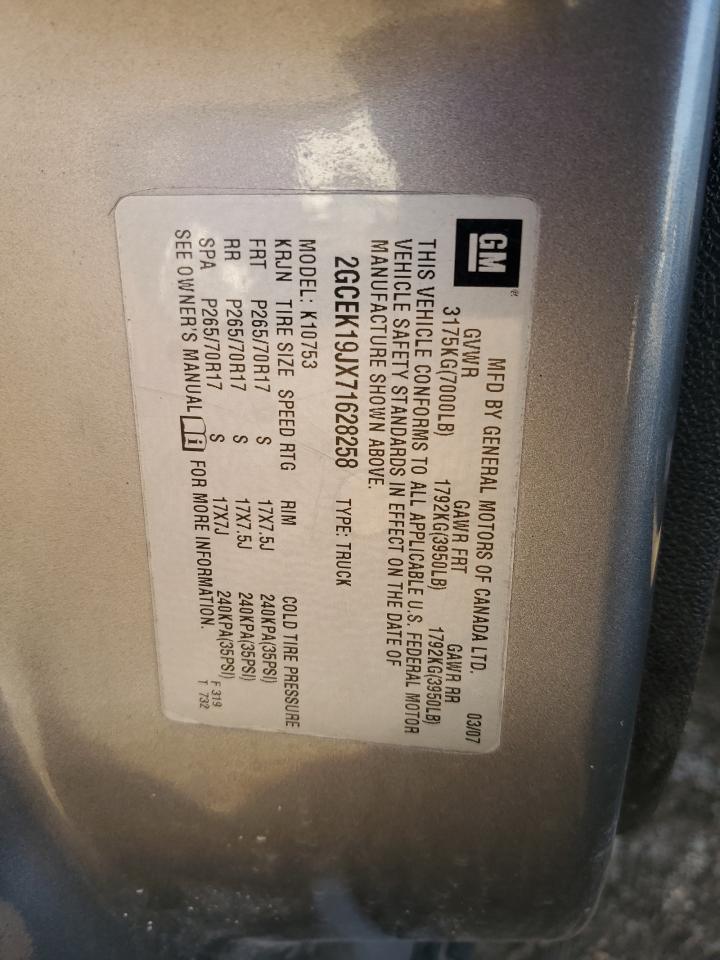 GM®
MFD BY GENERAL MOTORS OF CANADA LTD. 03/07
GVWR GAWR FRT GAWR RR
3175KG(7000LB) 1792KG(3950LB) 1792KG(3950LB)
THIS VEHICLE CONFORMS TO ALL APPLICABLE U.S. FEDERAL MOTOR
VEHICLE SAFETY STANDARDS IN EFFECT ON THE DATE OF
MANUFACTURE SHOWN ABOVE.
2GCEK19JX71628258 TYPE: TRUCK
MODEL: K10753
KRJN TIRE SIZE SPEED RTG RIM COLD TIRE PRESSURE
FRT P265/70R17 S 17X7.5J 240KPA(35PSI)
RR P265/70R17 S 17X7.5J 240KPA(35PSI)
SPA P265/70R17 S 17X7J 240KPA(35PSI)
SEE OWNER'S MANUAL FOR MORE INFORMATION.
F 319
T 732